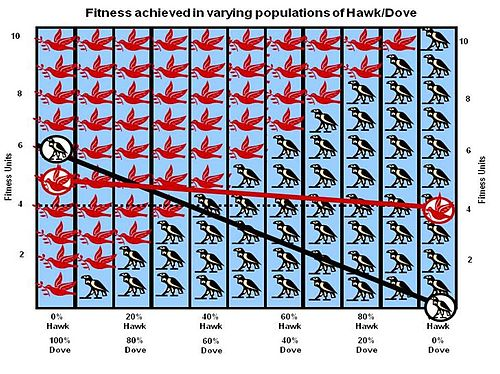 Fitness achieved in varying populations of Hawk/Dove
10
8
6
4
2
Fitness Units
10
8
6
4
2
Fitness Units
0% 20% 40% 60% 80% Hawk
Hawk Hawk Hawk Hawk Hawk
100% 80% 60% 40% 20% 0%
Dove Dove Dove Dove Dove Dove